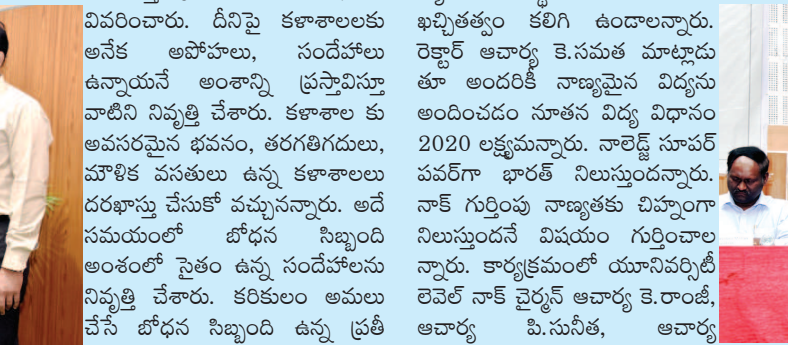 వివరించారు. దీనిపై కళాశాలలకు
అనేక అపోహలు, సందేహాలు
ఉన్నాయనే అంశాన్ని ప్రస్తావిస్తూ
వాటిని నివృత్తి చేశారు. కళాశాల కు
అవసరమైన భవనం, తరగతిగదులు,
మౌళిక వసతులు ఉన్న కళాశాలలు
దరఖాస్తు చేసుకో వచ్చునన్నారు. అదే
సమయంలో బోధన సిబ్బంది
అంశంలో సైతం ఉన్న సందేహాలను
నివృత్తి చేశారు. కరికులం అమలు
చేసే బోధన సిబ్బంది ఉన్న ప్రతీ
ఖచ్చితత్వం కలిగి ఉండాలన్నారు.
రెక్టార్ ఆచార్య కె.సమత మాట్లాడు
తూ అందరికీ నాణ్యమైన విద్యను
అందించడం నూతన విద్య విధానం
2020 లక్ష్యమన్నారు. నాలెడ్జ్ సూపర్
పవర్‌గా భారత్ నిలుస్తుందన్నారు.
నాక్ గుర్తింపు నాణ్యతకు చిహ్నంగా
నిలుస్తుందనే విషయం గుర్తించాల
న్నారు. కార్యక్రమంలో యూనివర్సిటీ
లెవెల్ నాక్ చైర్మన్ ఆచార్య కె.రాంజీ,
ఆచార్య పి.సునీత, ఆచార్య